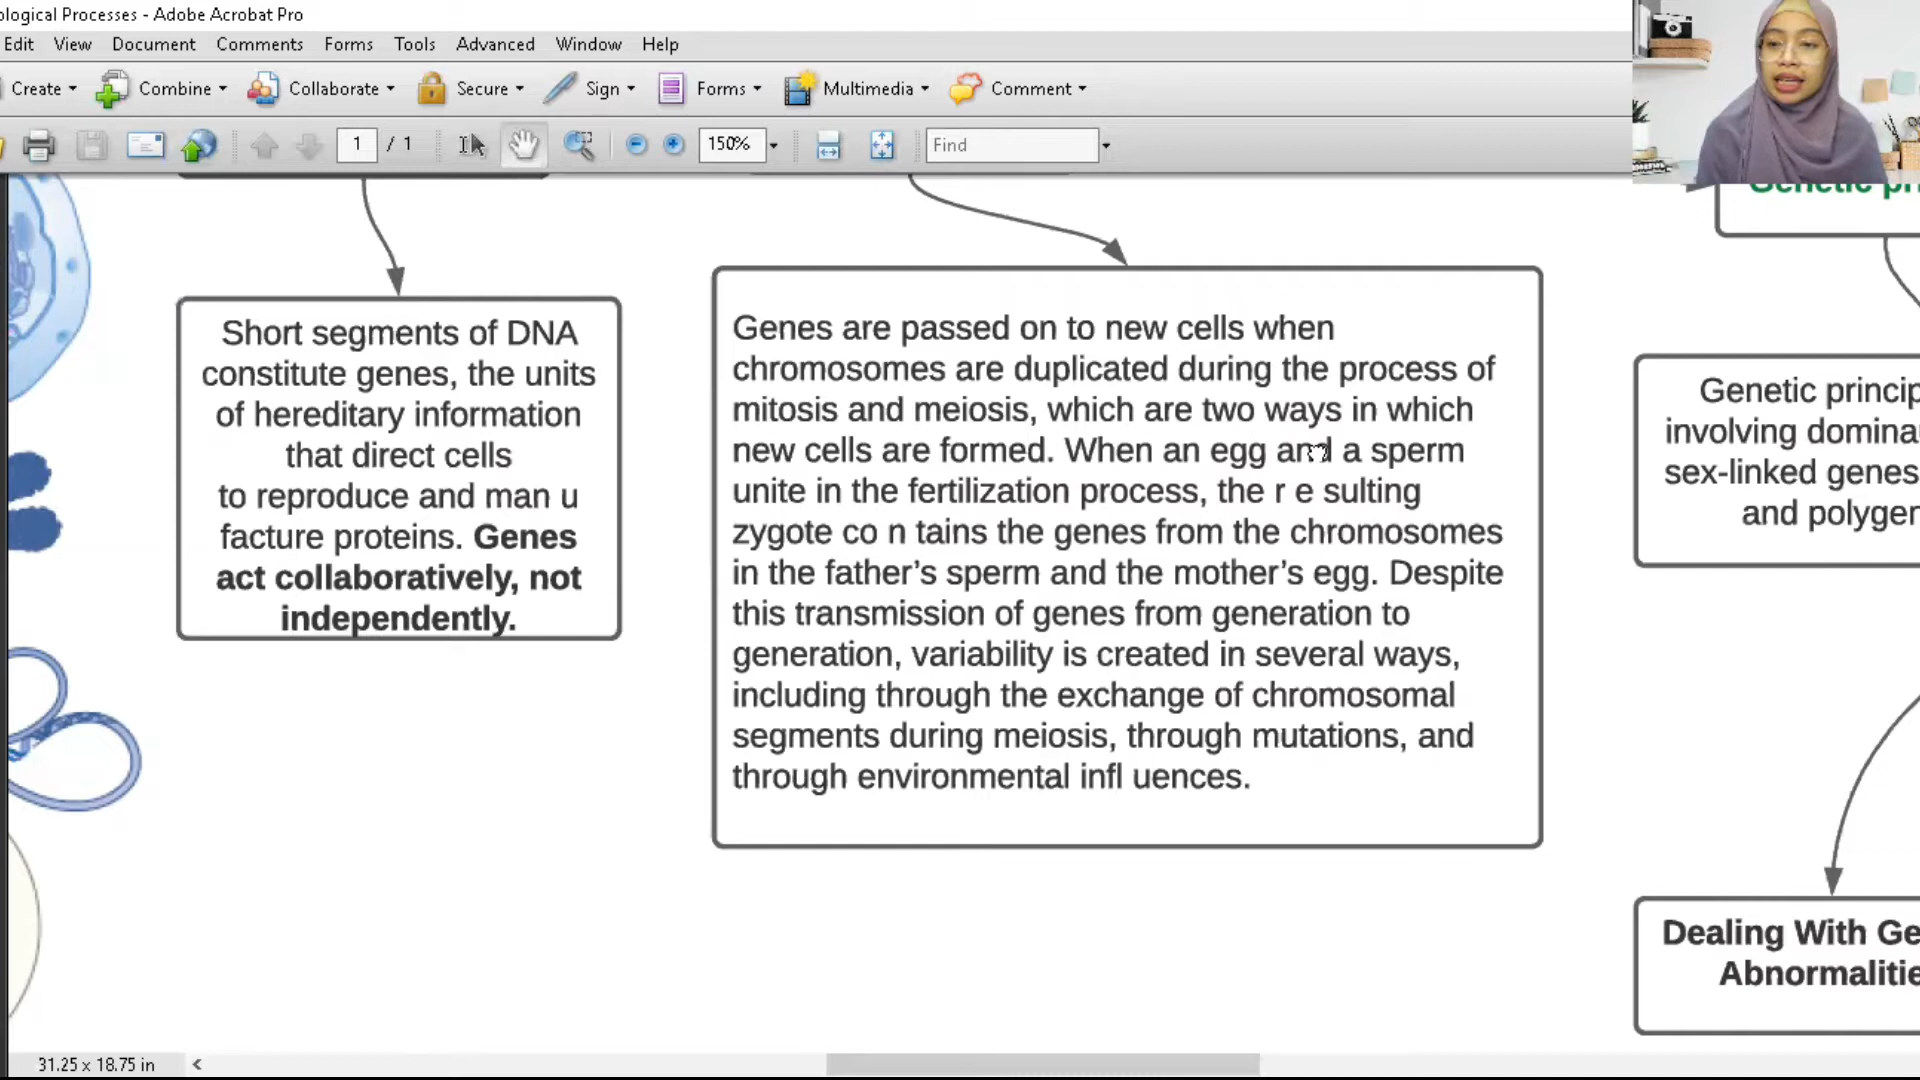 ological Processes - Adobe Acrobat Pro
Edit View Document Comments Forms Tools Advanced Window Help
Create Combine Collaborate Secure Sign Forms Multimedia Comment
1 / 1 150% Find
Short segments of DNA
constitute genes, the units
of hereditary information
that direct cells
to reproduce and man u
facture proteins. Genes
act collaboratively, not
independently.
Genes are passed on to new cells when
chromosomes are duplicated during the process of
mitosis and meiosis, which are two ways in which
new cells are formed. When an egg and a sperm
unite in the fertilization process, the r e sulting
zygote co n tains the genes from the chromosomes
in the father’s sperm and the mother’s egg. Despite
this transmission of genes from generation to
generation, variability is created in several ways,
including through the exchange of chromosomal
segments during meiosis, through mutations, and
through environmental infl uences.
Genetic pr
Genetic princip
involving domina
sex-linked genes
and polygen
Dealing With Ge
Abnormalitie
31.25 x 18.75 in